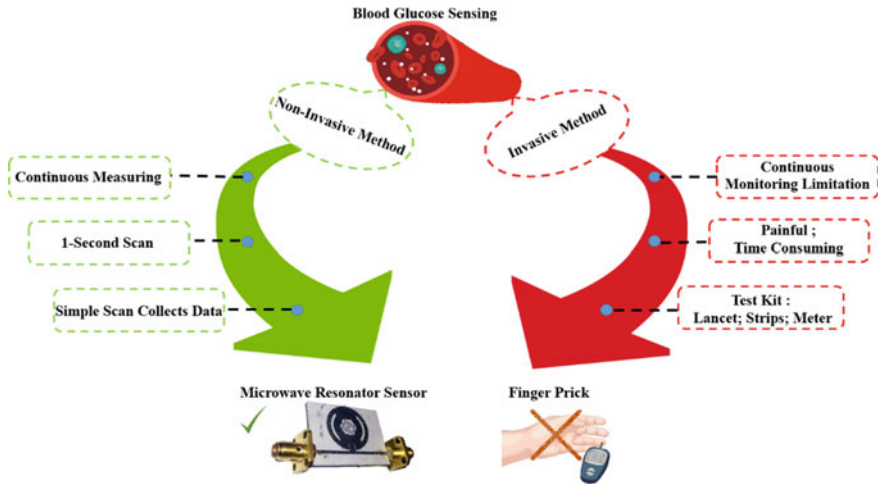 Blood Glucose Sensing
Non-Invasive Method
Invasive Method
Continuous Measuring
1-Second Scan
Simple Scan Collects Data
Continuous
Monitoring Limitation
Painful ;
Time Consuming
Test Kit :
Lancet; Strips; Meter
Microwave Resonator Sensor
Finger Prick